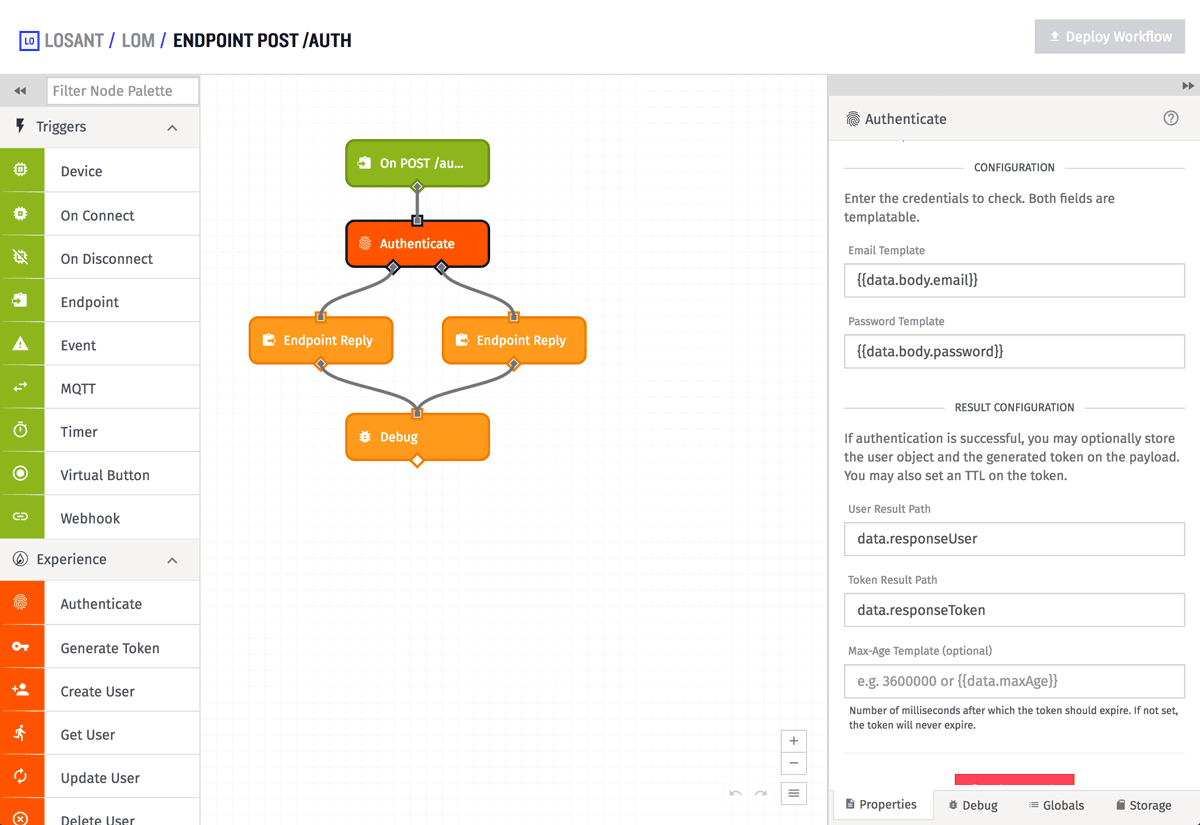 LO LOSANT / LOM / ENDPOINT POST /AUTH
Deploy Workflow
Filter Node Palette
Triggers
Device
On Connect
On Disconnect
Endpoint
Event
MQTT
Timer
Virtual Button
Webhook
Experience
Authenticate
Generate Token
Create User
Get User
Update User
Delete User
On POST /au...
Authenticate
Endpoint Reply
Endpoint Reply
Debug
Authenticate
CONFIGURATION
Enter the credentials to check. Both fields are
templatable.
Email Template
{{data.body.email}}
Password Template
{{data.body.password}}
RESULT CONFIGURATION
If authentication is successful, you may optionally store
the user object and the generated token on the payload.
You may also set an TTL on the token.
User Result Path
data.responseUser
Token Result Path
data.responseToken
Max-Age Template (optional)
e.g. 3600000 or {{data.maxAge}}
Number of milliseconds after which the token should expire. If not set,
the token will never expire.
Properties
Debug
Globals
Storage